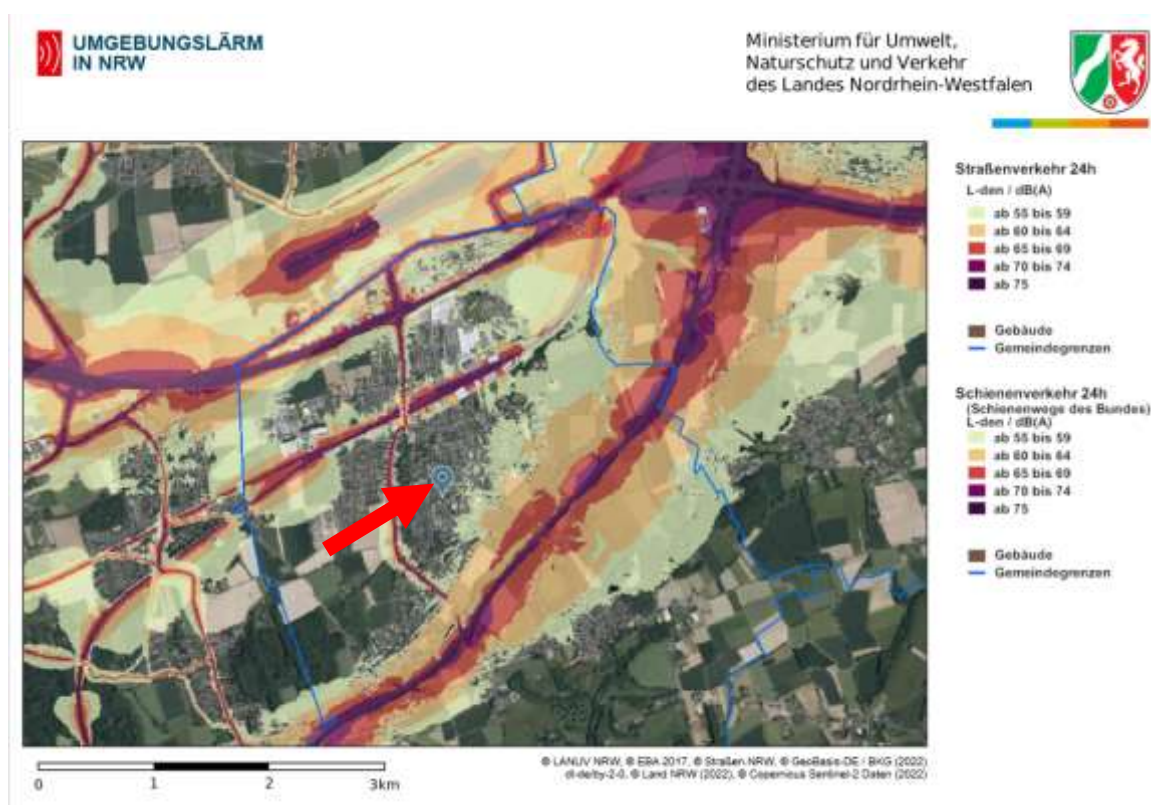 UMGEBUNGSLÄRM
IN NRW
Ministerium für Umwelt,
Naturschutz und Verkehr
des Landes Nordrhein-Westfalen
Straßenverkehr 24h
L-den / dB(A)
ab 55 bis 59
ab 60 bis 64
ab 65 bis 69
ab 70 bis 74
ab 75
Gebäude
Gemeindegrenzen
Schienenverkehr 24h
(Schienenwege des Bundes)
L-den / dB(A)
ab 55 bis 59
ab 60 bis 64
ab 65 bis 69
ab 70 bis 74
ab 75
Gebäude
Gemeindegrenzen
© LANUV NRW, © EBA 2017, © Straßen NRW, © GeoBasis-DE / BKG (2022)
dl-de/by-2-0, © Land NRW (2022), © Copernicus Sentinel-2 Daten (2022)
0 1 2 3km